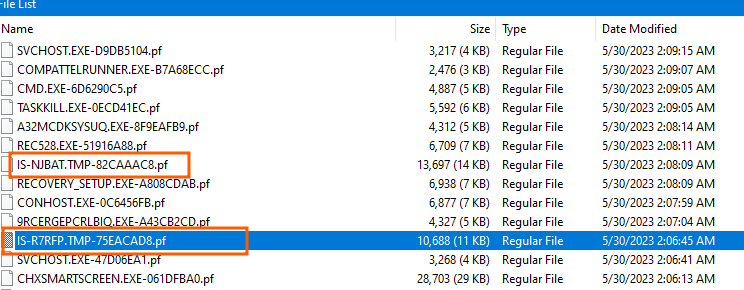 File List
Name Size Type Date Modified
SVCHOST.EXE-D9DB5104.pf 3,217 (4 KB) Regular File 5/30/2023 2:09:15 AM
COMPATTELRUNNER.EXE-B7A68ECC.pf 2,476 (3 KB) Regular File 5/30/2023 2:09:07 AM
CMD.EXE-6D6290C5.pf 4,887 (5 KB) Regular File 5/30/2023 2:09:05 AM
TASKKILL.EXE-0ECD41EC.pf 5,592 (6 KB) Regular File 5/30/2023 2:09:05 AM
A32MCDKSYSUQ.EXE-8F9EAFB9.pf 4,312 (5 KB) Regular File 5/30/2023 2:08:14 AM
REC528.EXE-51916A88.pf 6,709 (7 KB) Regular File 5/30/2023 2:08:11 AM
IS-NJBAT.TMP-82CAAAC8.pf 13,697 (14 KB) Regular File 5/30/2023 2:08:09 AM
RECOVERY_SETUP.EXE-A808CDAB.pf 6,938 (7 KB) Regular File 5/30/2023 2:08:09 AM
CONHOST.EXE-0C6456FB.pf 6,877 (7 KB) Regular File 5/30/2023 2:07:59 AM
9RCERGEPCRLBIQ.EXE-A43CB2CD.pf 4,327 (5 KB) Regular File 5/30/2023 2:07:04 AM
IS-R7RFP.TMP-75EACAD8.pf 10,688 (11 KB) Regular File 5/30/2023 2:06:45 AM
SVCHOST.EXE-47D06EA1.pf 3,268 (4 KB) Regular File 5/30/2023 2:06:41 AM
CHXSMARTSCREEN.EXE-061DFBA0.pf 28,703 (29 KB) Regular File 5/30/2023 2:06:13 AM